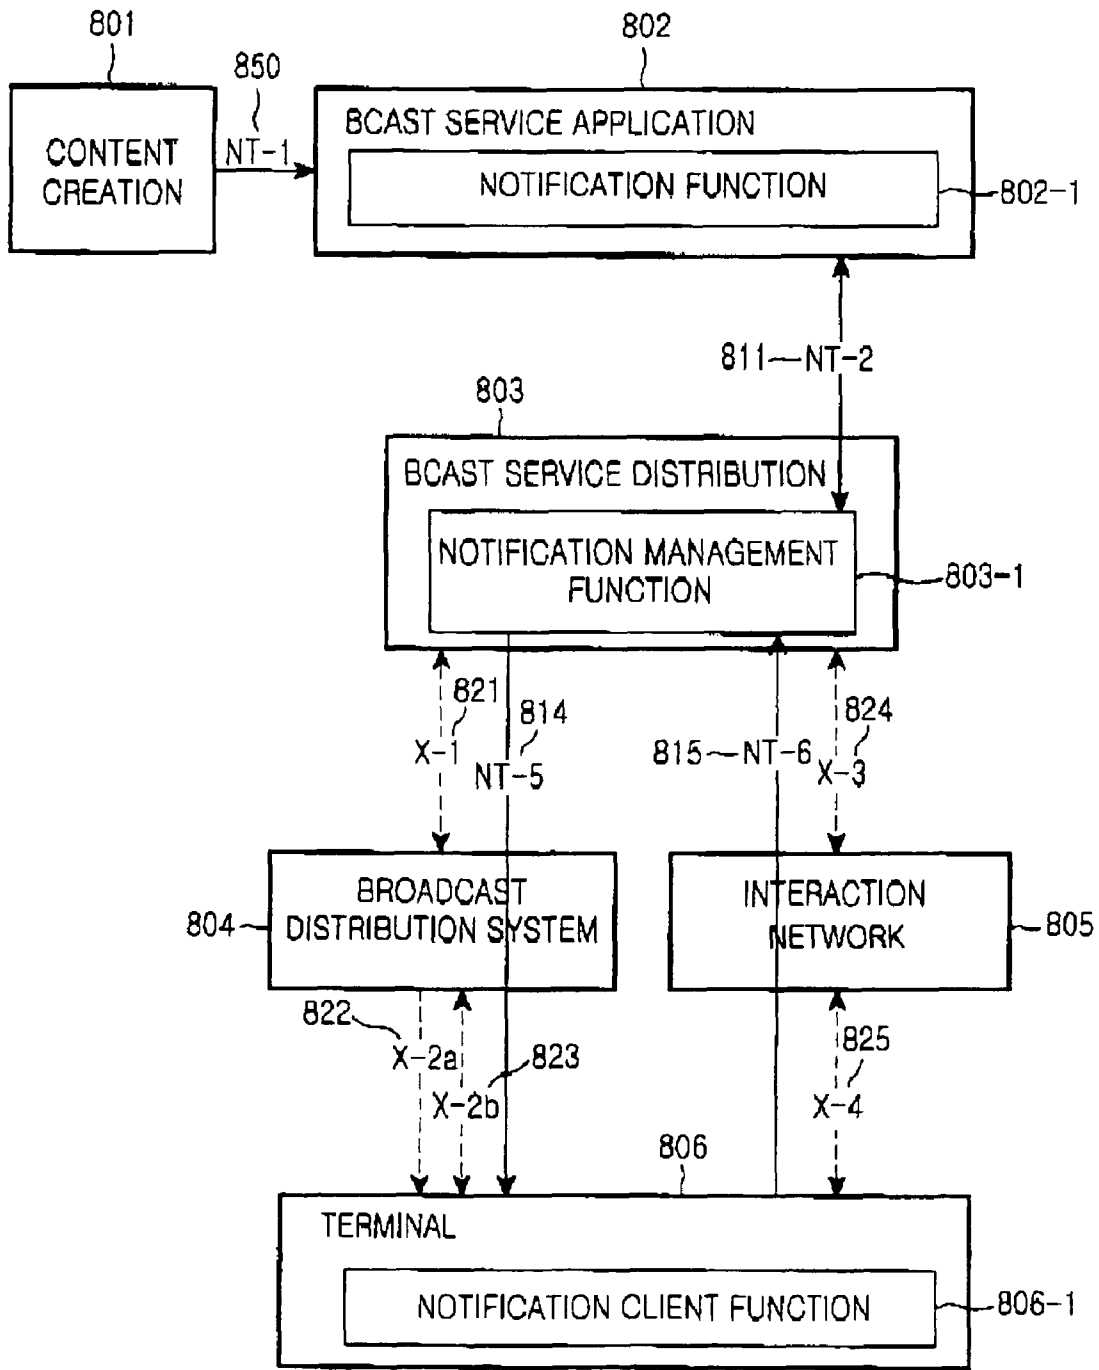 801
802
850
CONTENT
CREATION
NT-1
BCAST SERVICE APPLICATION
NOTIFICATION FUNCTION
802-1
811
NT-2
803
BCAST SERVICE DISTRIBUTION
NOTIFICATION MANAGEMENT
FUNCTION
803-1
821
814
824
X-1
NT-5
815
NT-6
X-3
BROADCAST
DISTRIBUTION SYSTEM
804
INTERACTION
NETWORK
805
822
X-2a
823
X-2b
825
X-4
806
TERMINAL
NOTIFICATION CLIENT FUNCTION
806-1